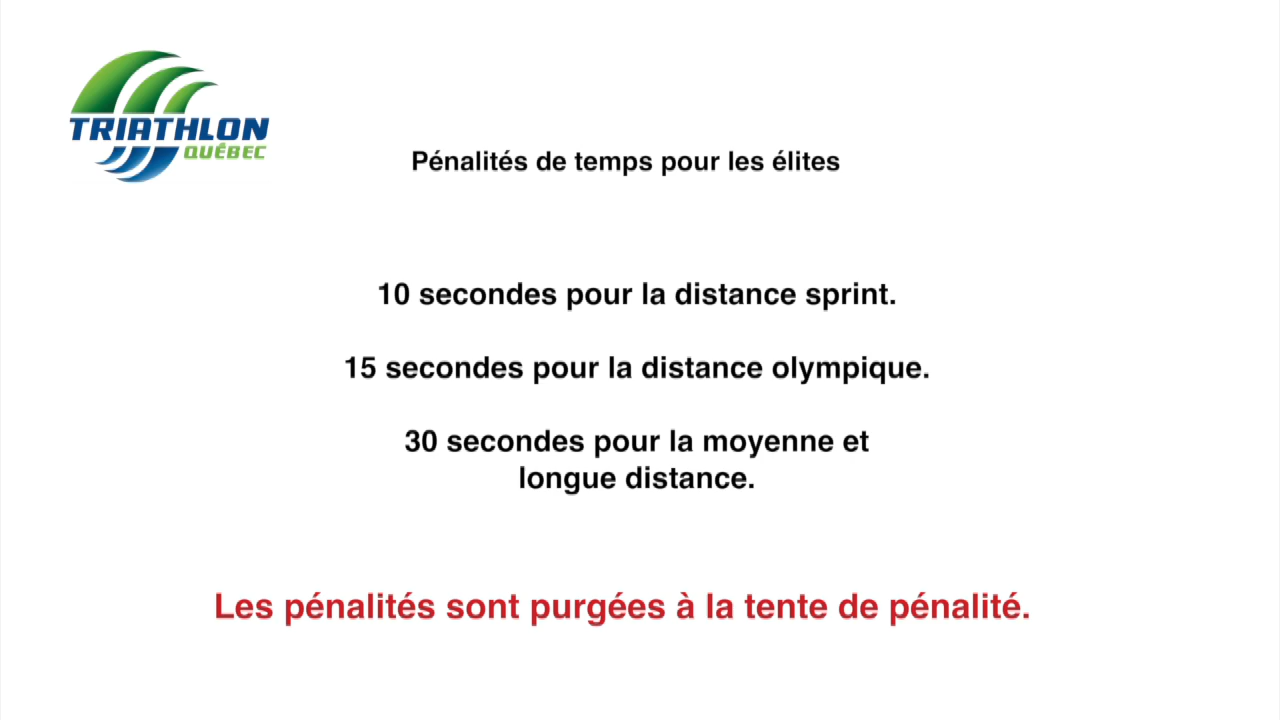 TRIATHLON
QUÉBEC
Pénalités de temps pour les élites
10 secondes pour la distance sprint.
15 secondes pour la distance olympique.
30 secondes pour la moyenne et
longue distance.
Les pénalités sont purgées à la tente de pénalité.